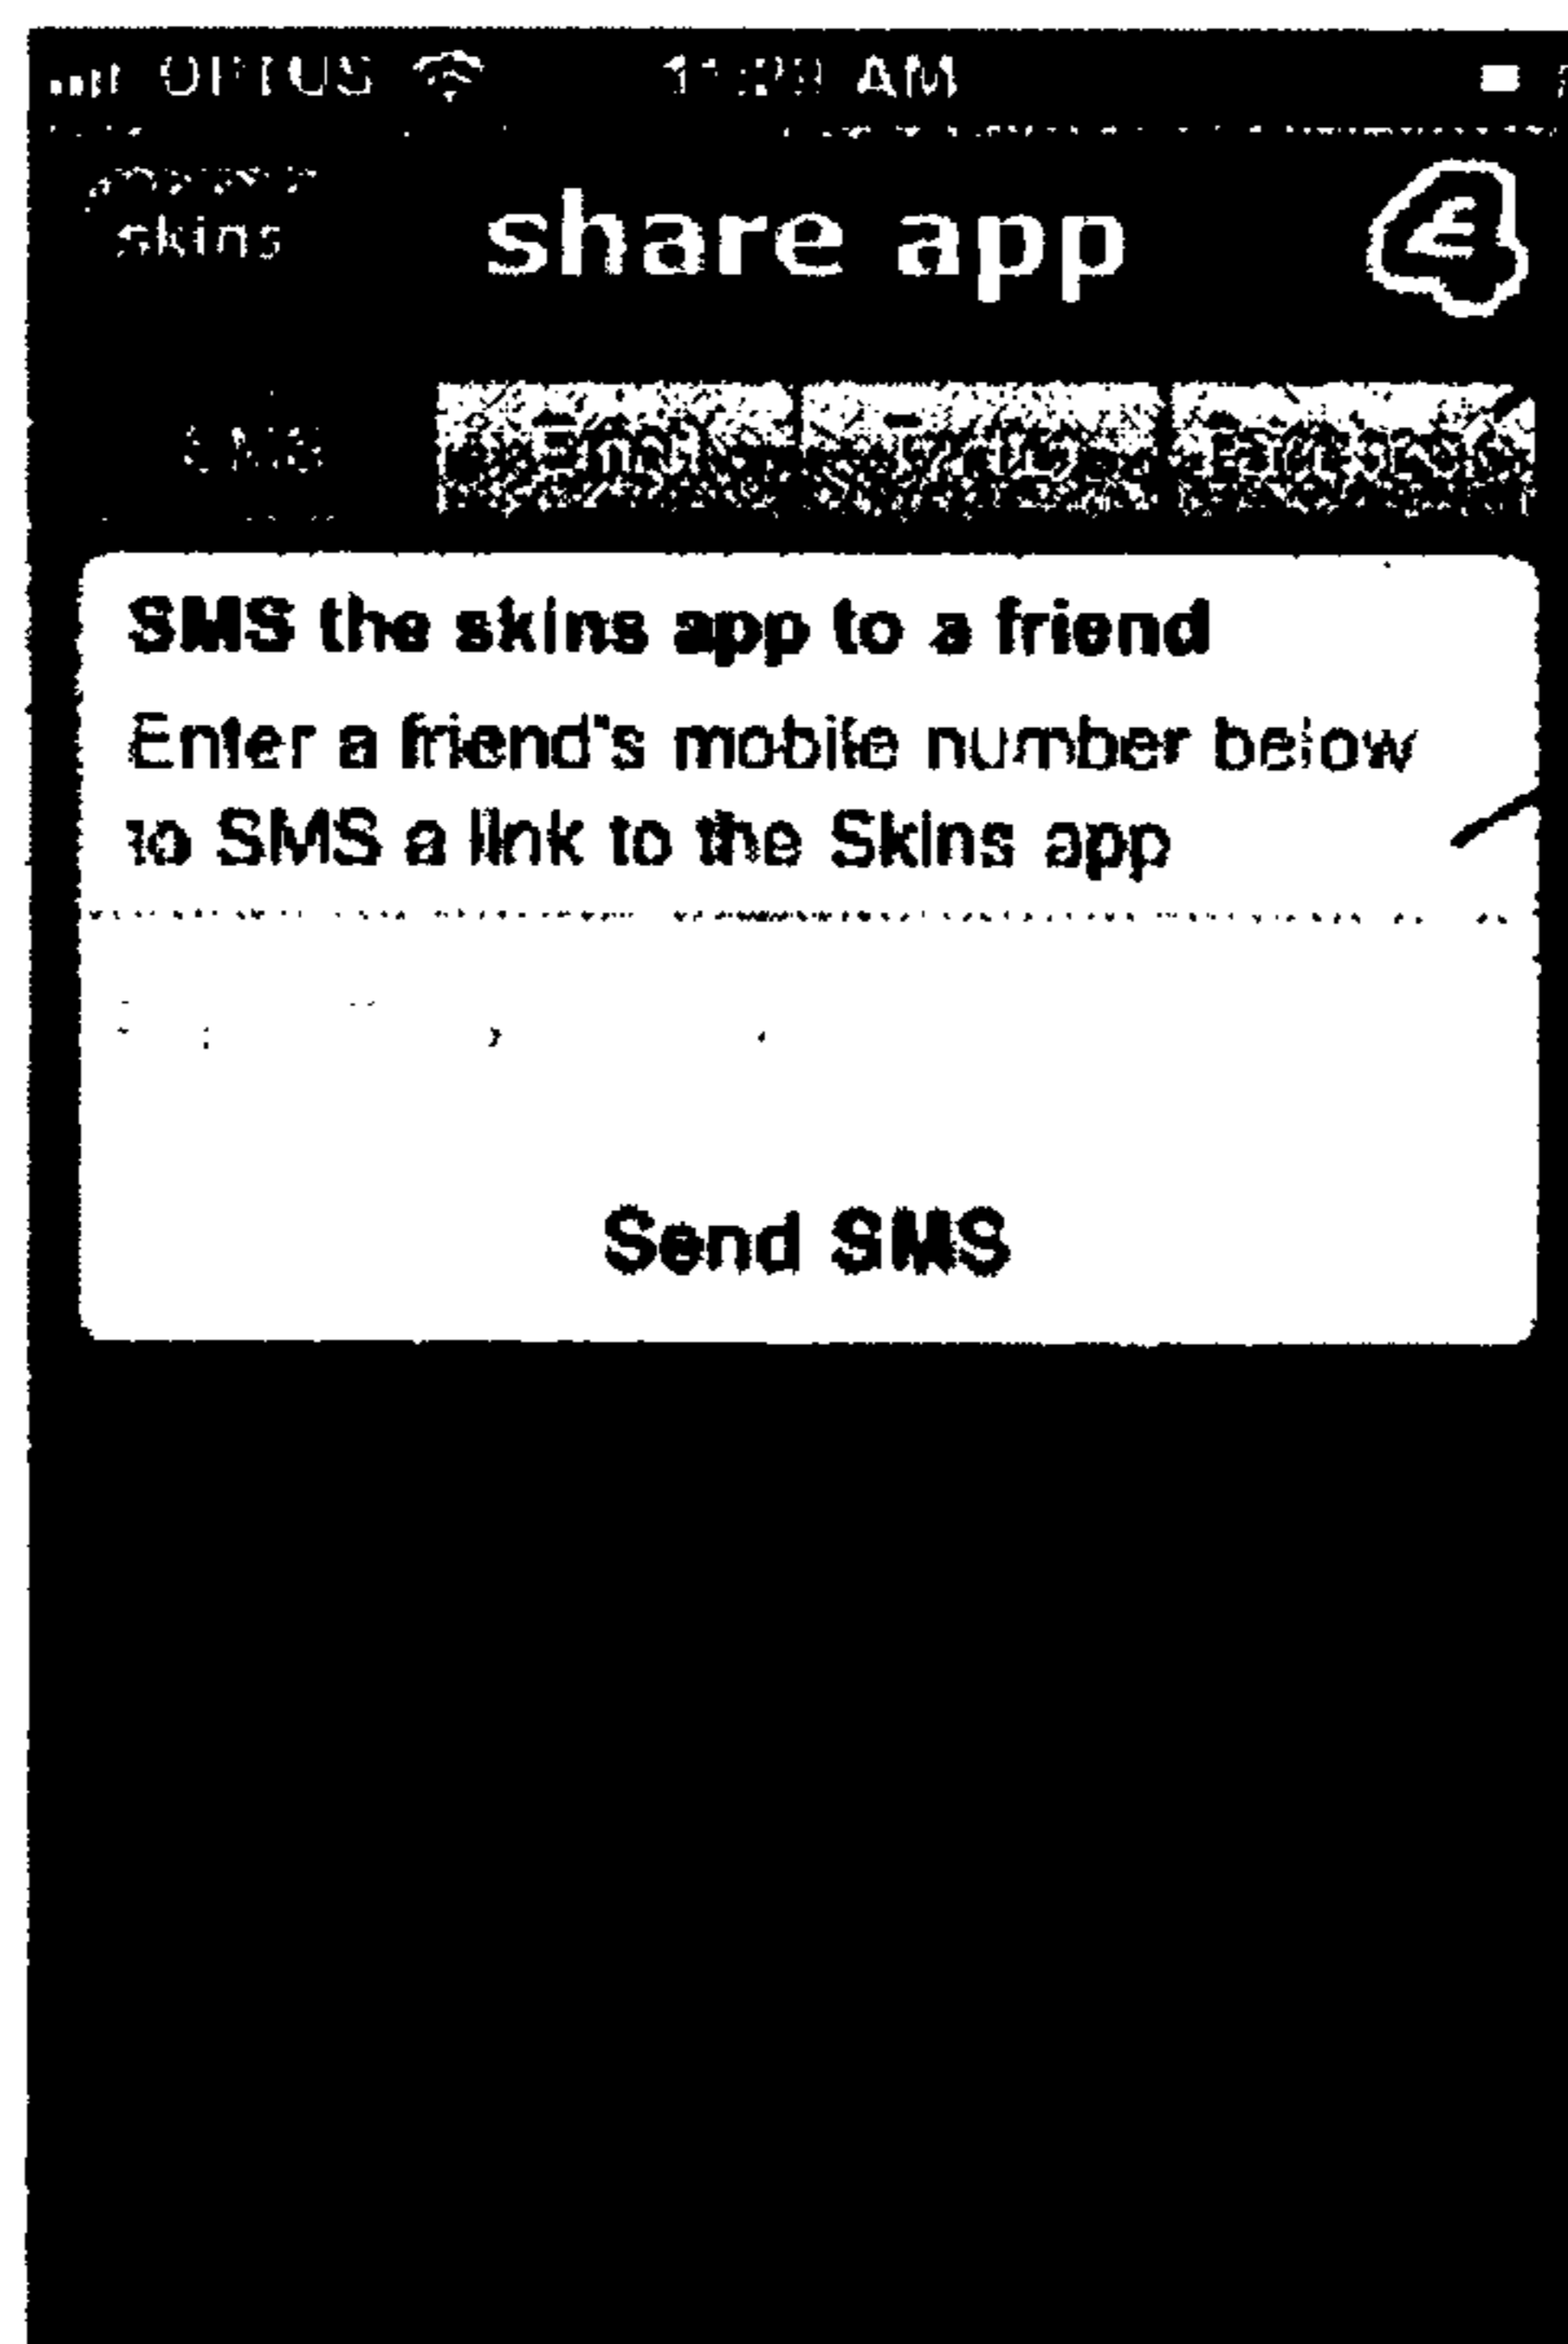 OPTUS AM
skins
share app
SMS
SMS the skins app to a friend
Enter a friend's mobile number below
to SMS a link to the Skins app
Send SMS